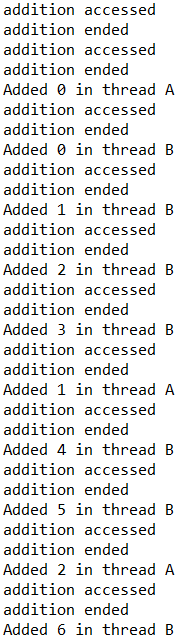 addition accessed
addition ended
addition accessed
addition ended
Added 0 in thread A
addition accessed
addition ended
Added 0 in thread B
addition accessed
addition ended
Added 1 in thread B
addition accessed
addition ended
Added 2 in thread B
addition accessed
addition ended
Added 3 in thread B
addition accessed
addition ended
Added 1 in thread A
addition accessed
addition ended
Added 4 in thread B
addition accessed
addition ended
Added 5 in thread B
addition accessed
addition ended
Added 2 in thread A
addition accessed
addition ended
Added 6 in thread B